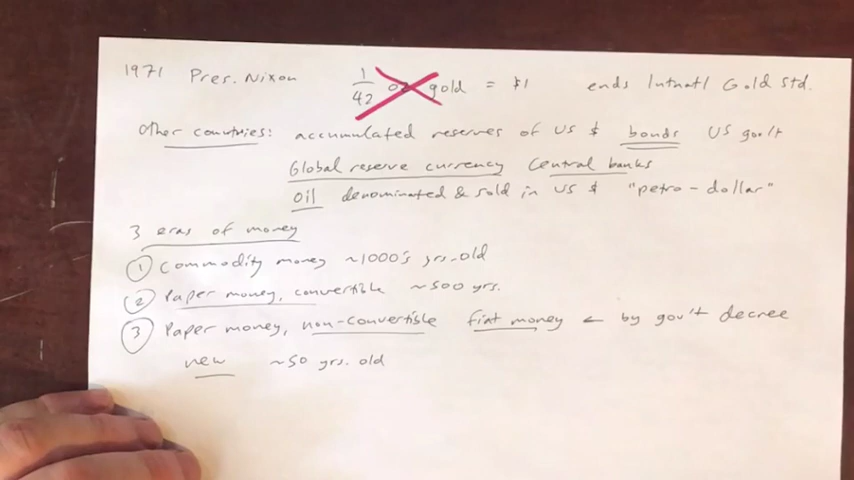 1971 Pres. Nixon 1/42 oz gold = $1 ends Intnat'l Gold Std.
Other countries: accumulated reserves of US $ bonds US gov't
Global reserve currency Central banks
Oil denominated & sold in US $ "petro-dollar"
3 eras of money
① Commodity money ~1000's yrs. old
② Paper money, convertible ~500 yrs.
③ Paper money, non-convertible fiat money ← by gov't decree
new ~50 yrs. old